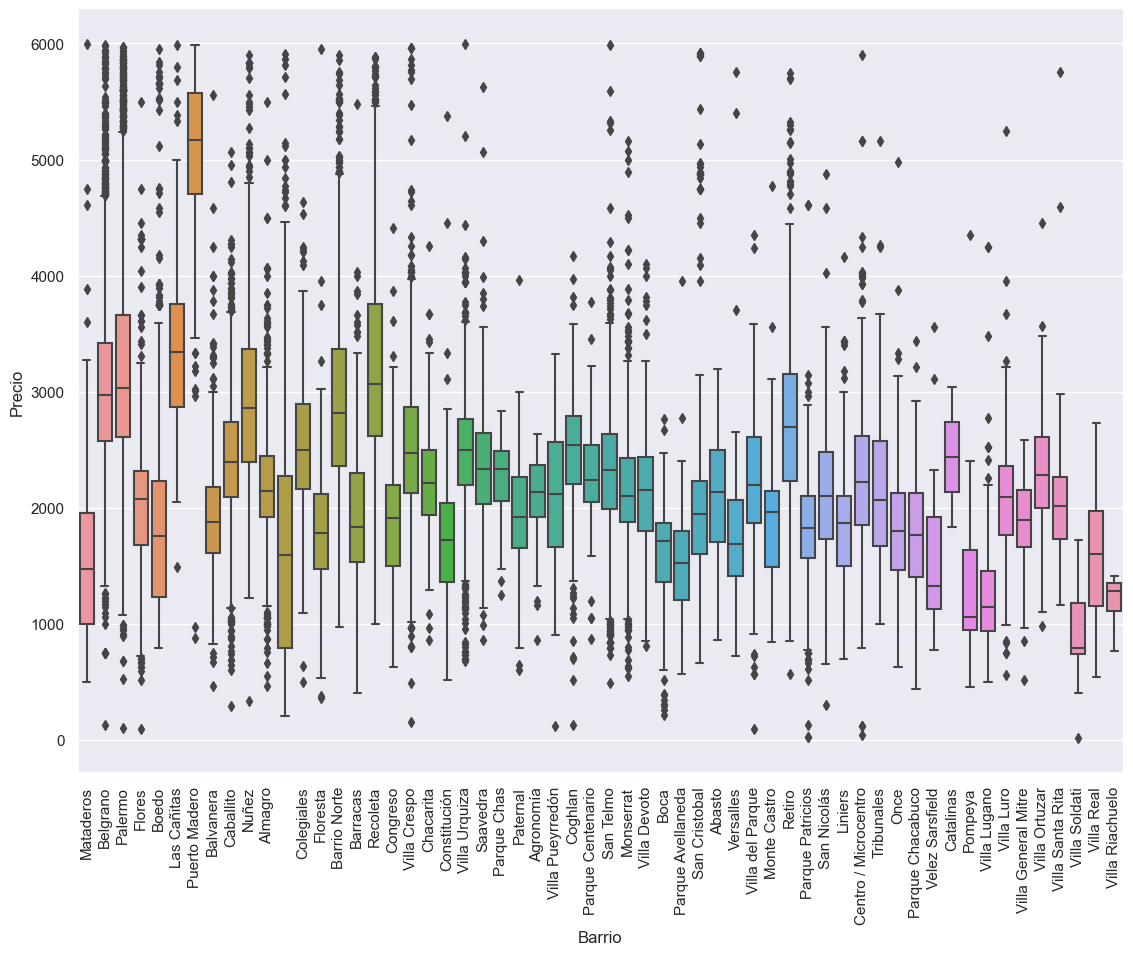 6000
5000
4000
3000
2000
1000
0
Precio
Mataderos
Belgrano
Palermo
Flores
Boedo
Las Cañitas
Puerto Madero
Balvanera
Caballito
Nuñez
Almagro
Colegiales
Floresta
Barrio Norte
Barracas
Recoleta
Congreso
Villa Crespo
Chacarita
Constitución
Villa Urquiza
Saavedra
Parque Chas
Paternal
Agronomía
Villa Pueyrredón
Coghlan
Parque Centenario
San Telmo
Monserrat
Villa Devoto
Boca
Parque Avellaneda
San Cristobal
Abasto
Versalles
Villa del Parque
Monte Castro
Retiro
Parque Patricios
San Nicolás
Liniers
Centro / Microcentro
Tribunales
Once
Parque Chacabuco
Velez Sarsfield
Catalinas
Pompeya
Villa Lugano
Villa Luro
Villa General Mitre
Villa Ortuzar
Villa Santa Rita
Villa Soldati
Villa Real
Villa Riachuelo
Barrio